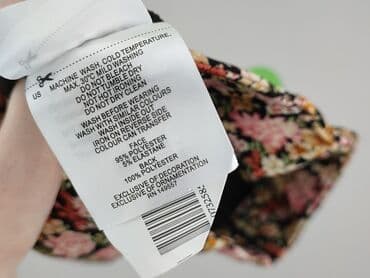 US
MACHINE WASH, COLD TEMPERATURE,
MAX. 30°C MILD WASHING
DO NOT BLEACH
DO NOT TUMBLE DRY
NOT HOT IRONING
DO NOT DRY CLEAN
WASH BEFORE WEARING
WASH WITH SIMILAR COLOURS
WASH INSIDE OUT
IRON ON REVERSE SIDE
COLOUR CAN TRANSFER
FACE
95% POLYESTER
5% ELASTANE
BACK
100% POLYESTER
EXCLUSIVE OF DECORATION
EXCLUSIVE OF ORNAMENTATION
RN 149557